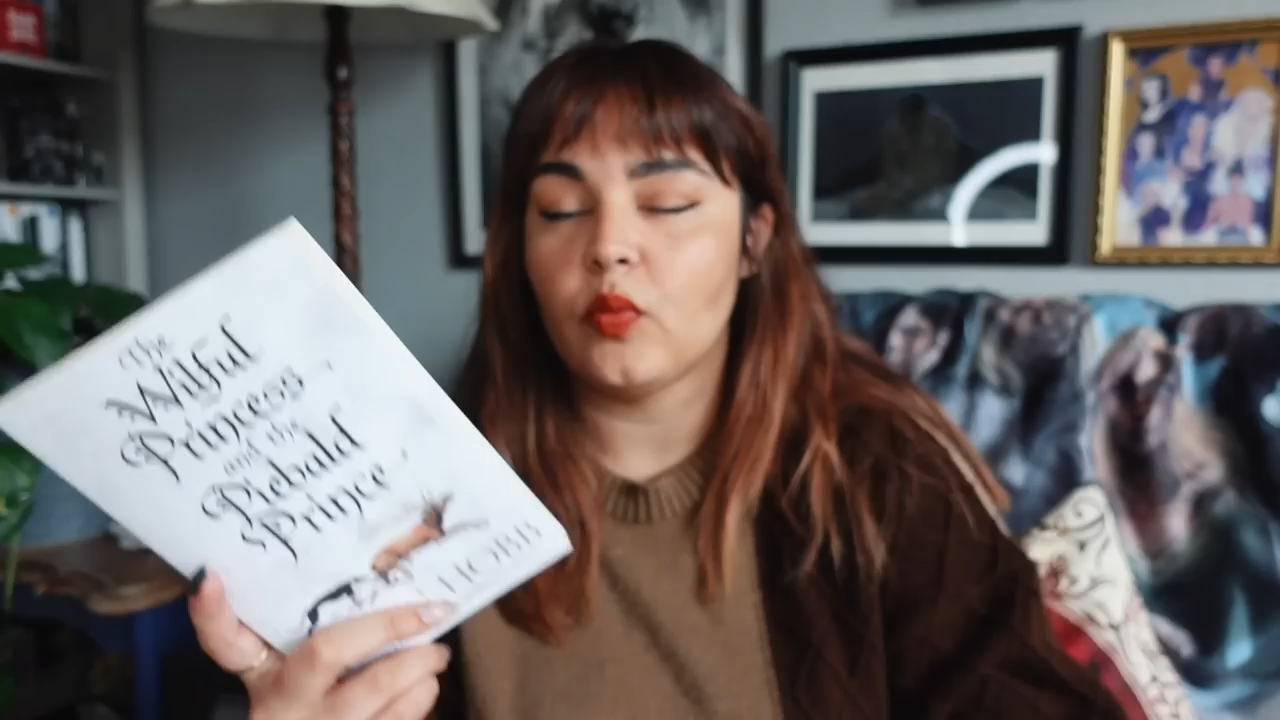 The
Wilful
Princess
and the
Piebald
Prince
HOBB